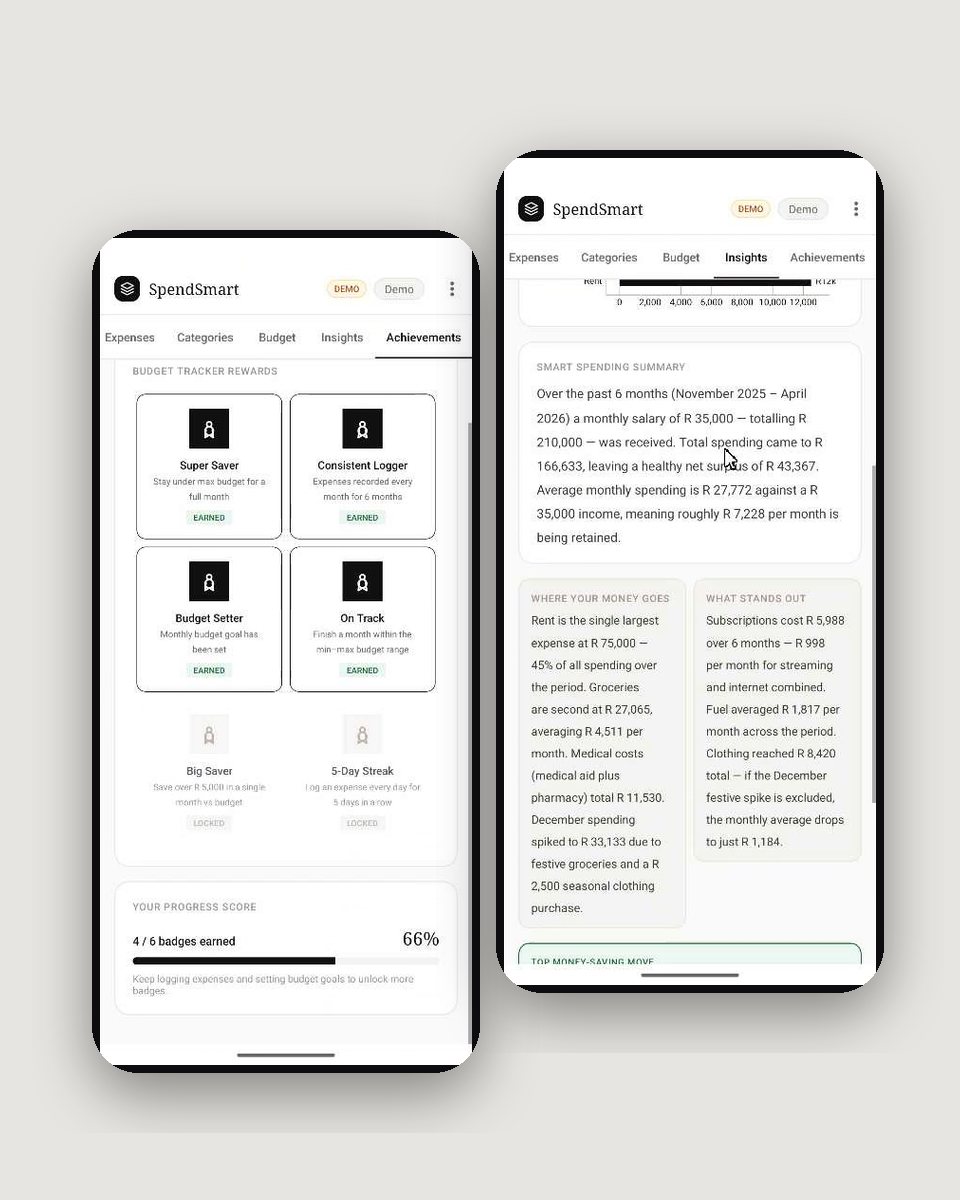 SpendSmart
DEMO
Demo
Expenses
Categories
Budget
Insights
Achievements
BUDGET TRACKER REWARDS
Super Saver
Stay under max budget for a
full month
EARNED
Consistent Logger
Expenses recorded every
month for 6 months
EARNED
Budget Setter
Monthly budget goal has
been set
EARNED
On Track
Finish a month within the
min–max budget range
EARNED
Big Saver
Save over R 5,000 in a single
month vs budget
LOCKED
5-Day Streak
Log an expense every day for
5 days in a row
LOCKED
YOUR PROGRESS SCORE
4 / 6 badges earned
66%
Keep logging expenses and setting budget goals to unlock more
badges
SpendSmart
DEMO
Demo
Expenses
Categories
Budget
Insights
Achievements
Rent
R12k
0 2,000 4,000 6,000 8,000 10,000 12,000
SMART SPENDING SUMMARY
Over the past 6 months (November 2025 – April
2026) a monthly salary of R 35,000 — totalling R
210,000 — was received. Total spending came to R
166,633, leaving a healthy net surplus of R 43,367.
Average monthly spending is R 27,772 against a R
35,000 income, meaning roughly R 7,228 per month is
being retained.
WHERE YOUR MONEY GOES
Rent is the single largest
expense at R 75,000 —
45% of all spending over
the period. Groceries
are second at R 27,065,
averaging R 4,511 per
month. Medical costs
(medical aid plus
pharmacy) total R 11,530.
December spending
spiked to R 33,133 due to
festive groceries and a R
2,500 seasonal clothing
purchase.
WHAT STANDS OUT
Subscriptions cost R 5,988
over 6 months — R 998
per month for streaming
and internet combined.
Fuel averaged R 1,817 per
month across the period.
Clothing reached R 8,420
total — if the December
festive spike is excluded,
the monthly average drops
to just R 1,184.
TOP MONEY-SAVING MOVE